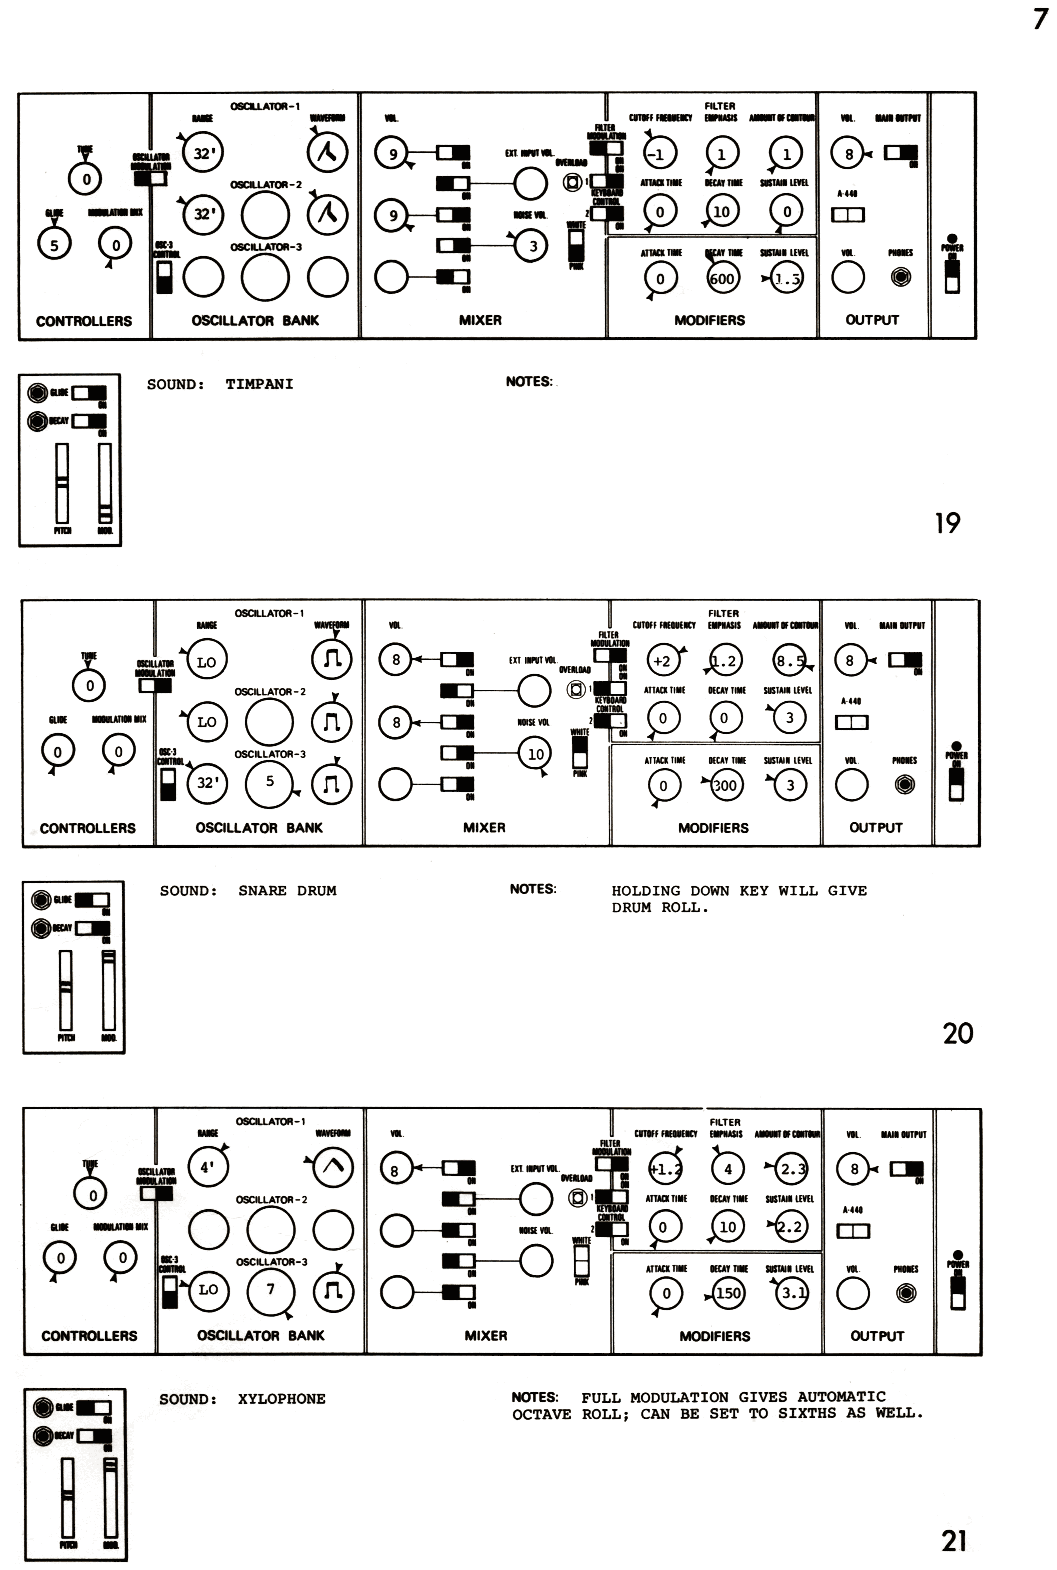 7
OSCILLATOR-1
FILTER
RANGE WAVEFORM VOL. CUTOFF FREQUENCY EMPHASIS AMOUNT OF CONTOUR VOL. MAIN OUTPUT
FILTER
MODULATION
TUNE OSCILLATOR
MODULATION
32' 9 EXT. INPUT VOL. OVERLOAD ON -1 1 1 8 ON
0 ON 1 ON
OSCILLATOR-2 KEYBOARD
CONTROL
ATTACK TIME DECAY TIME SUSTAIN LEVEL A-440
GLIDE MODULATION MIX 32' ON 9 NOISE VOL. 2 ON 0 10 0
WHITE
5 0 OSC-3
CONTROL
OSCILLATOR-3 ON 3 ATTACK TIME DECAY TIME SUSTAIN LEVEL VOL. PHONES POWER
ON
ON PINK 0 600 1.5
ON
CONTROLLERS OSCILLATOR BANK MIXER MODIFIERS OUTPUT
GLIDE ON
DECAY ON
PITCH MOD.
SOUND: TIMPANI NOTES:
19
OSCILLATOR-1
FILTER
RANGE WAVEFORM VOL. CUTOFF FREQUENCY EMPHASIS AMOUNT OF CONTOUR VOL. MAIN OUTPUT
FILTER
MODULATION
TUNE OSCILLATOR
MODULATION
LO 8 EXT INPUT VOL. OVERLOAD ON +2 1.2 8.5 8 ON
0 ON 1 ON
OSCILLATOR-2 KEYBOARD
CONTROL
ATTACK TIME DECAY TIME SUSTAIN LEVEL A-440
GLIDE MODULATION MIX LO ON 8 NOISE VOL 2 ON 0 0 3
WHITE
0 0 OSC-3
CONTROL
OSCILLATOR-3 ON 10 ATTACK TIME DECAY TIME SUSTAIN LEVEL VOL. PHONES POWER
ON
32' 5 ON PINK 0 300 3
ON
CONTROLLERS OSCILLATOR BANK MIXER MODIFIERS OUTPUT
GLIDE ON
DECAY ON
PITCH MOD.
SOUND: SNARE DRUM NOTES: HOLDING DOWN KEY WILL GIVE
DRUM ROLL.
20
OSCILLATOR-1
FILTER
RANGE WAVEFORM VOL. CUTOFF FREQUENCY EMPHASIS AMOUNT OF CONTOUR VOL. MAIN OUTPUT
FILTER
MODULATION
TUNE OSCILLATOR
MODULATION
4' 8 EXT. INPUT VOL. OVERLOAD ON +1.2 4 2.3 8 ON
0 ON 1 ON
OSCILLATOR-2 KEYBOARD
CONTROL
ATTACK TIME DECAY TIME SUSTAIN LEVEL A-440
GLIDE MODULATION MIX ON NOISE VOL. 2 ON 0 10 2.2
WHITE
0 0 OSC-3
CONTROL
OSCILLATOR-3 ON ATTACK TIME DECAY TIME SUSTAIN LEVEL VOL. PHONES POWER
ON
LO 7 ON PINK 0 150 3.1
ON
CONTROLLERS OSCILLATOR BANK MIXER MODIFIERS OUTPUT
GLIDE ON
DECAY ON
PITCH MOD.
SOUND: XYLOPHONE NOTES: FULL MODULATION GIVES AUTOMATIC
OCTAVE ROLL; CAN BE SET TO SIXTHS AS WELL.
21